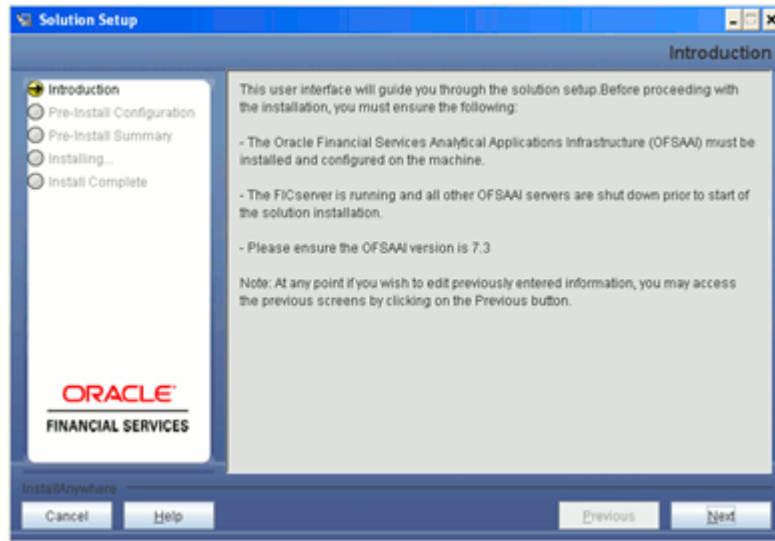 Solution Setup
Introduction
Introduction
Pre-Install Configuration
Pre-Install Summary
Installing...
Install Complete
This user interface will guide you through the solution setup.Before proceeding with
the installation, you must ensure the following:
- The Oracle Financial Services Analytical Applications Infrastructure (OFSAAI) must be
installed and configured on the machine.
- The FICserver is running and all other OFSAAI servers are shut down prior to start of
the solution installation.
- Please ensure the OFSAAI version is 7.3
Note: At any point if you wish to edit previously entered information, you may access
the previous screens by clicking on the Previous button.
ORACLE
FINANCIAL SERVICES
InstallAnywhere
Cancel
Help
Previous
Next